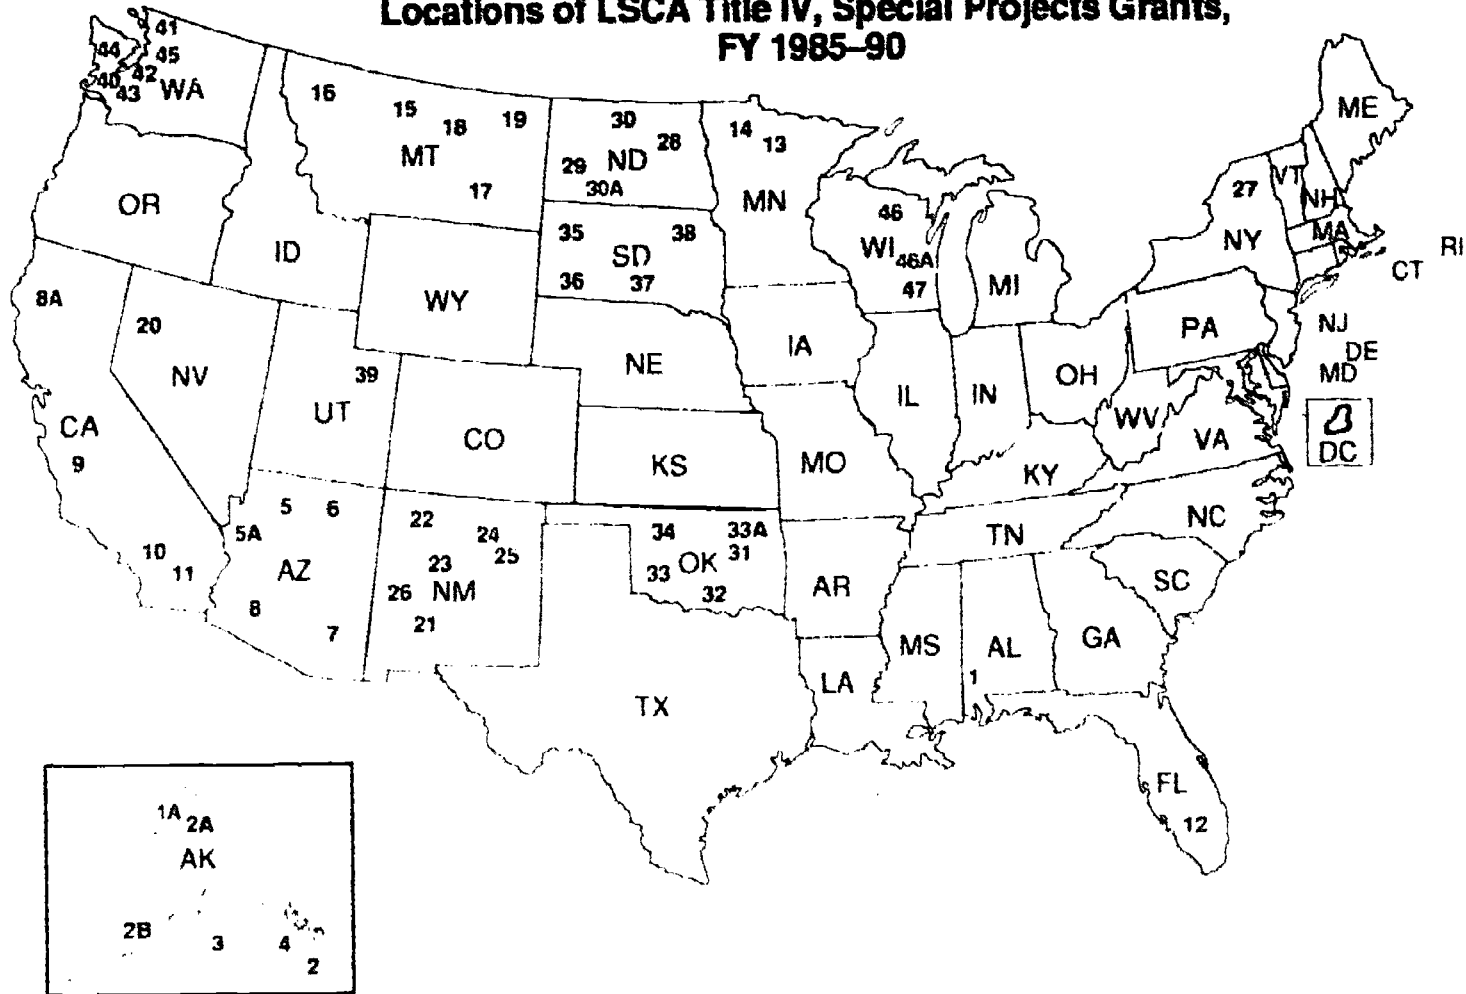 Locations of LSCA Title IV, Special Projects Grants,
FY 1985–90
41
44
45
42
40
43
WA
16
15
18
19
MT
17
30
28
29
ND
30A
14
13
MN
ME
VT
NH
27
NY
MA
RI
CT
OR
ID
WY
35
38
SD
36
37
46
WI
46A
47
MI
8A
20
NV
39
UT
CO
NE
IA
PA
NJ
DE
MD
DC
OH
IL
IN
WV
VA
CA
9
KS
MO
KY
10
11
5
6
5A
AZ
8
7
22
24
23
25
26
NM
21
34
33A
31
OK
33
32
AR
TN
NC
SC
MS
AL
1
GA
LA
TX
FL
12
1A
2A
AK
2B
3
4
2